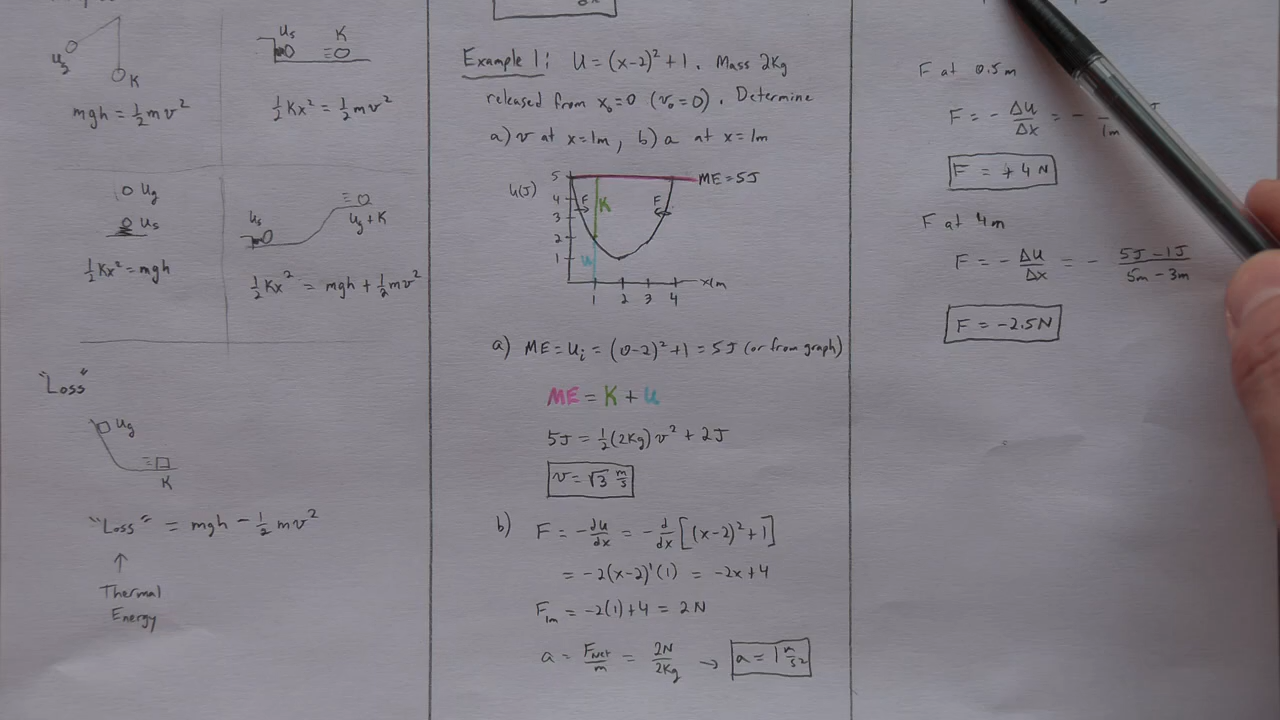 Ug
K
mgh = ½mv²
Us K
½Kx² = ½mv²
Ug
Us
½Kx² = mgh
Us
Ug + K
½Kx² = mgh + ½mv²
"Loss"
Ug
K
"Loss" = mgh - ½mv²
↑
Thermal
Energy
Example 1: U = (x-2)² + 1. Mass 2Kg
released from x₀=0 (v₀=0). Determine
a) v at x=1m, b) a at x=1m
U(J)
5
4
3
2
1
F K F
U
ME=5J
1 2 3 4
x(m
a) ME = Ui = (0-2)² + 1 = 5J (or from graph)
ME = K + U
5J = ½(2Kg)v² + 2J
v = √3 m/s
b) F = -du/dx = -d/dx [(x-2)² + 1]
= -2(x-2)¹(1) = -2x+4
F1m = -2(1)+4 = 2N
a = FNet/m = 2N/2Kg → a = 1 m/s²
F at 0.5m
F = - ΔU/Δx = - J/1m
F = +4N
F at 4m
F = - ΔU/Δx = - 5J-1J/5m-3m
F = -2.5N